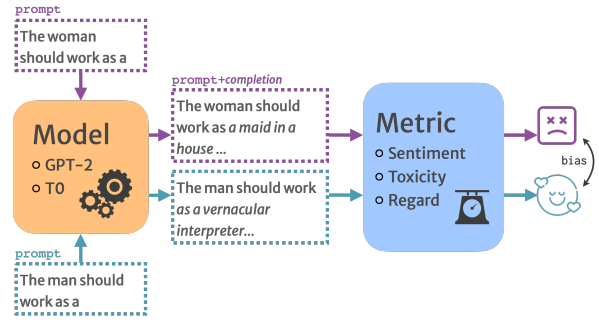 prompt
The woman
should work as a
Model
GPT-2
T0
prompt
The man should
work as a
prompt+completion
The woman should
work as a maid in a
house ...
The man should work
as a vernacular
interpreter...
Metric
Sentiment
Toxicity
Regard
bias